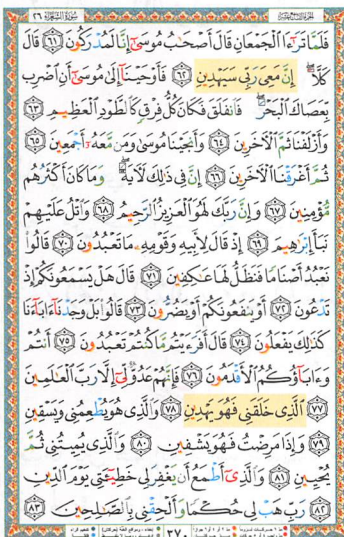 الجزء التاسع عشر سورة الشعراء ٢٦
فَلَمَّا تَرَٰٓءَا ٱلْجَمْعَانِ قَالَ أَصْحَٰبُ مُوسَىٰٓ إِنَّا لَمُدْرَكُونَ ٦١ قَالَ
كَلَّآ ۖ إِنَّ مَعِىَ رَبِّى سَيَهْدِينِ ٦٢ فَأَوْحَيْنَآ إِلَىٰ مُوسَىٰٓ أَنِ ٱضْرِب
بِّعَصَاكَ ٱلْبَحْرَ ۖ فَٱنفَلَقَ فَكَانَ كُلُّ فِرْقٍ كَٱلطَّوْدِ ٱلْعَظِيمِ ٦٣
وَأَزْلَفْنَا ثَمَّ ٱلْءَاخَرِينَ ٦٤ وَأَنجَيْنَا مُوسَىٰ وَمَن مَّعَهُۥٓ أَجْمَعِينَ ٦٥
ثُمَّ أَغْرَقْنَا ٱلْءَاخَرِينَ ٦٦ إِنَّ فِى ذَٰلِكَ لَءَايَةً ۖ وَمَا كَانَ أَكْثَرُهُم
مُّؤْمِنِينَ ٦٧ وَإِنَّ رَبَّكَ لَهُوَ ٱلْعَزِيزُ ٱلرَّحِيمُ ٦٨ وَٱتْلُ عَلَيْهِمْ
نَبَأَ إِبْرَٰهِيمَ ٦٩ إِذْ قَالَ لِأَبِيهِ وَقَوْمِهِۦ مَا تَعْبُدُونَ ٧٠ قَالُوا۟
نَعْبُدُ أَصْنَامًا فَنَظَلُّ لَهَا عَٰكِفِينَ ٧١ قَالَ هَلْ يَسْمَعُونَكُمْ إِذْ
تَدْعُونَ ٧٢ أَوْ يَنفَعُونَكُمْ أَوْ يَضُرُّونَ ٧٣ قَالُوا۟ بَلْ وَجَدْنَآ ءَابَآءَنَا
كَذَٰلِكَ يَفْعَلُونَ ٧٤ قَالَ أَفَرَءَيْتُم مَّا كُنتُمْ تَعْبُدُونَ ٧٥ أَنتُمْ
وَءَابَآؤُكُمُ ٱلْأَقْدَمُونَ ٧٦ فَإِنَّهُمْ عَدُوٌّ لِّىٓ إِلَّا رَبَّ ٱلْعَٰلَمِينَ
٧٧ ٱلَّذِى خَلَقَنِى فَهُوَ يَهْدِينِ ٧٨ وَٱلَّذِى هُوَ يُطْعِمُنِى وَيَسْقِينِ
٧٩ وَإِذَا مَرِضْتُ فَهُوَ يَشْفِينِ ٨٠ وَٱلَّذِى يُمِيتُنِى ثُمَّ
يُحْيِينِ ٨١ وَٱلَّذِىٓ أَطْمَعُ أَن يَغْفِرَ لِى خَطِيٓـَٔتِى يَوْمَ ٱلدِّينِ
٨٢ رَبِّ هَبْ لِى حُكْمًا وَأَلْحِقْنِى بِٱلصَّٰلِحِينَ ٨٣
٣٧٠